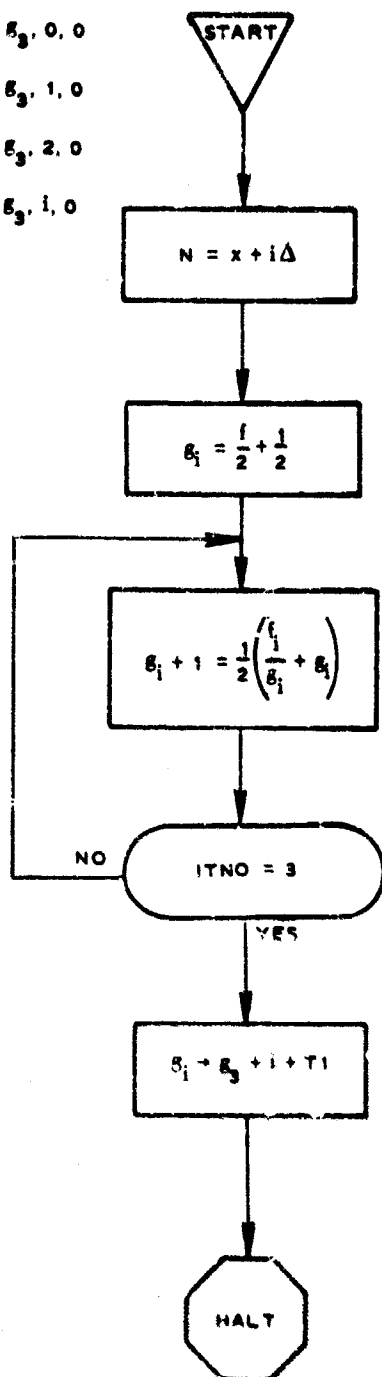 g₃, 0, 0
g₃, 1, 0
g₃, 2, 0
g₃, i, 0
START
N = x + iΔ
gᵢ = f/2 + 1/2
gᵢ + 1 = 1/2 (fᵢ/gᵢ + gᵢ)
NO
ITNO = 3
YES
gᵢ → g₃ + i + T1
HALT